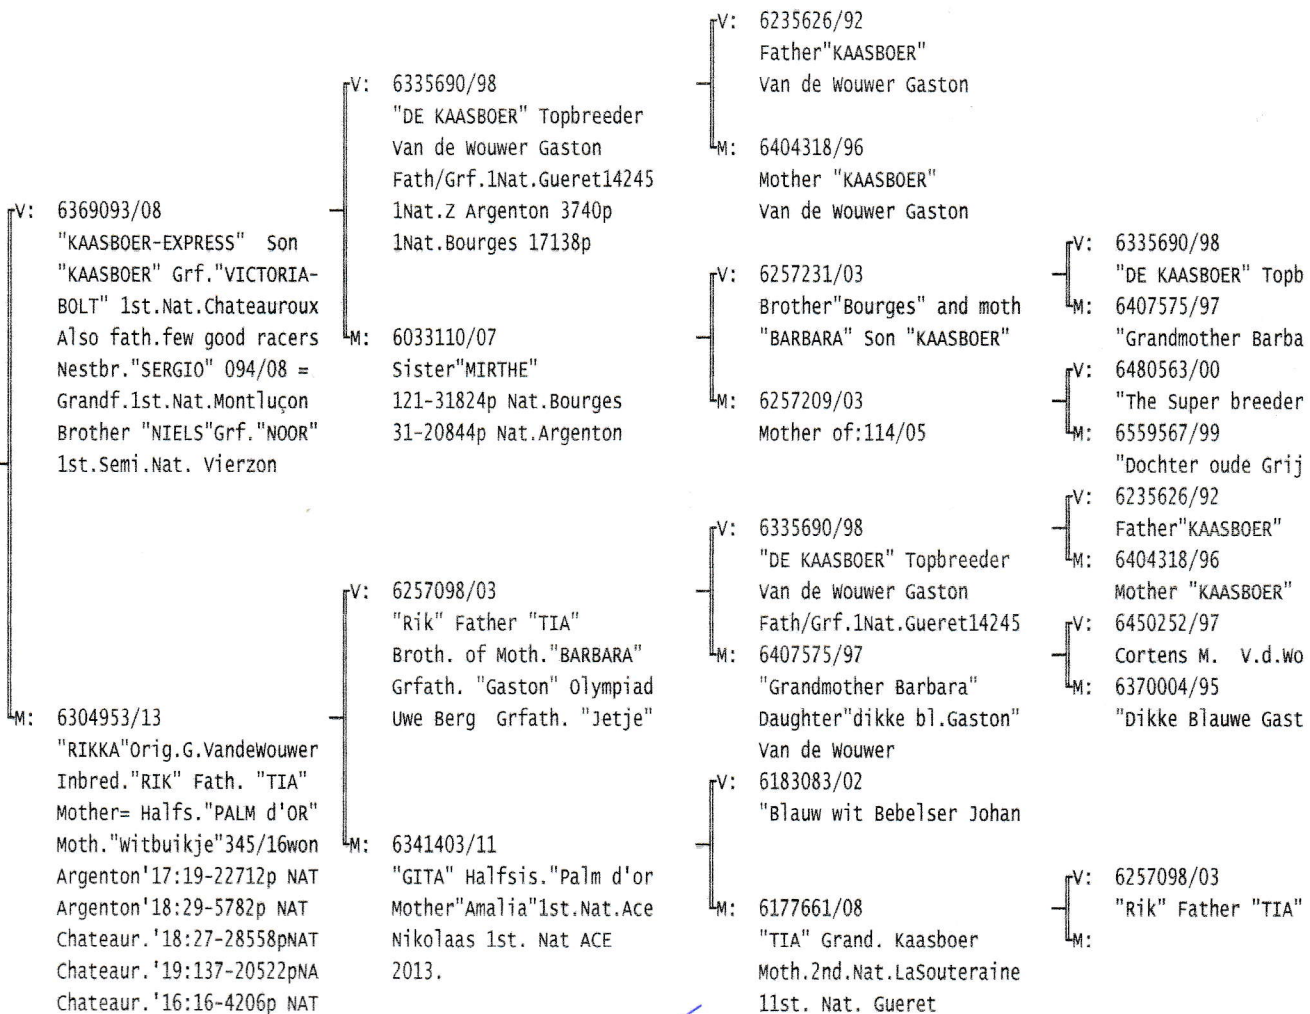 V: 6369093/08
"KAASBOER-EXPRESS" Son
"KAASBOER" Grf."VICTORIA-
BOLT" 1st.Nat.Chateauroux
Also fath.few good racers
Nestbr."SERGIO" 094/08 =
Grandf.1st.Nat.Montluçon
Brother "NIELS"Grf."NOOR"
1st.Semi.Nat. Vierzon
M: 6304953/13
"RIKKA"Orig.G.VandeWouwer
Inbred."RIK" Fath. "TIA"
Mother= Halfs."PALM d'OR"
Moth."Witbuikje"345/16won
Argenton'17:19-22712p NAT
Argenton'18:29-5782p NAT
Chateaur.'18:27-28558pNAT
Chateaur.'19:137-20522pNA
Chateaur.'16:16-4206p NAT
V: 6335690/98
"DE KAASBOER" Topbreeder
Van de Wouwer Gaston
Fath/Grf.1Nat.Gueret14245
1Nat.Z Argenton 3740p
1Nat.Bourges 17138p
M: 6033110/07
Sister"MIRTHE"
121-31824p Nat.Bourges
31-20844p Nat.Argenton
V: 6257098/03
"Rik" Father "TIA"
Broth. of Moth."BARBARA"
Grfath. "Gaston" Olympiad
Uwe Berg Grfath. "Jetje"
M: 6341403/11
"GITA" Halfsis."Palm d'or
Mother"Amalia"1st.Nat.Ace
Nikolaas 1st. Nat ACE
2013.
V: 6235626/92
Father"KAASBOER"
Van de Wouwer Gaston
M: 6404318/96
Mother "KAASBOER"
Van de Wouwer Gaston
V: 6257231/03
Brother"Bourges" and moth
"BARBARA" Son "KAASBOER"
M: 6257209/03
Mother of:114/05
V: 6335690/98
"DE KAASBOER" Topbreeder
Van de Wouwer Gaston
Fath/Grf.1Nat.Gueret14245
M: 6407575/97
"Grandmother Barbara"
Daughter"dikke bl.Gaston"
Van de Wouwer
V: 6183083/02
"Blauw wit Bebelser Johan
M: 6177661/08
"TIA" Grand. Kaasboer
Moth.2nd.Nat.LaSouteraine
11st. Nat. Gueret
V: 6335690/98
"DE KAASBOER" Topb
M: 6407575/97
"Grandmother Barba
V: 6480563/00
"The Super breeder
M: 6559567/99
"Dochter oude Grij
V: 6235626/92
Father"KAASBOER"
M: 6404318/96
Mother "KAASBOER"
V: 6450252/97
Cortens M. V.d.Wo
M: 6370004/95
"Dikke Blauwe Gast
V: 6257098/03
"Rik" Father "TIA"
M: